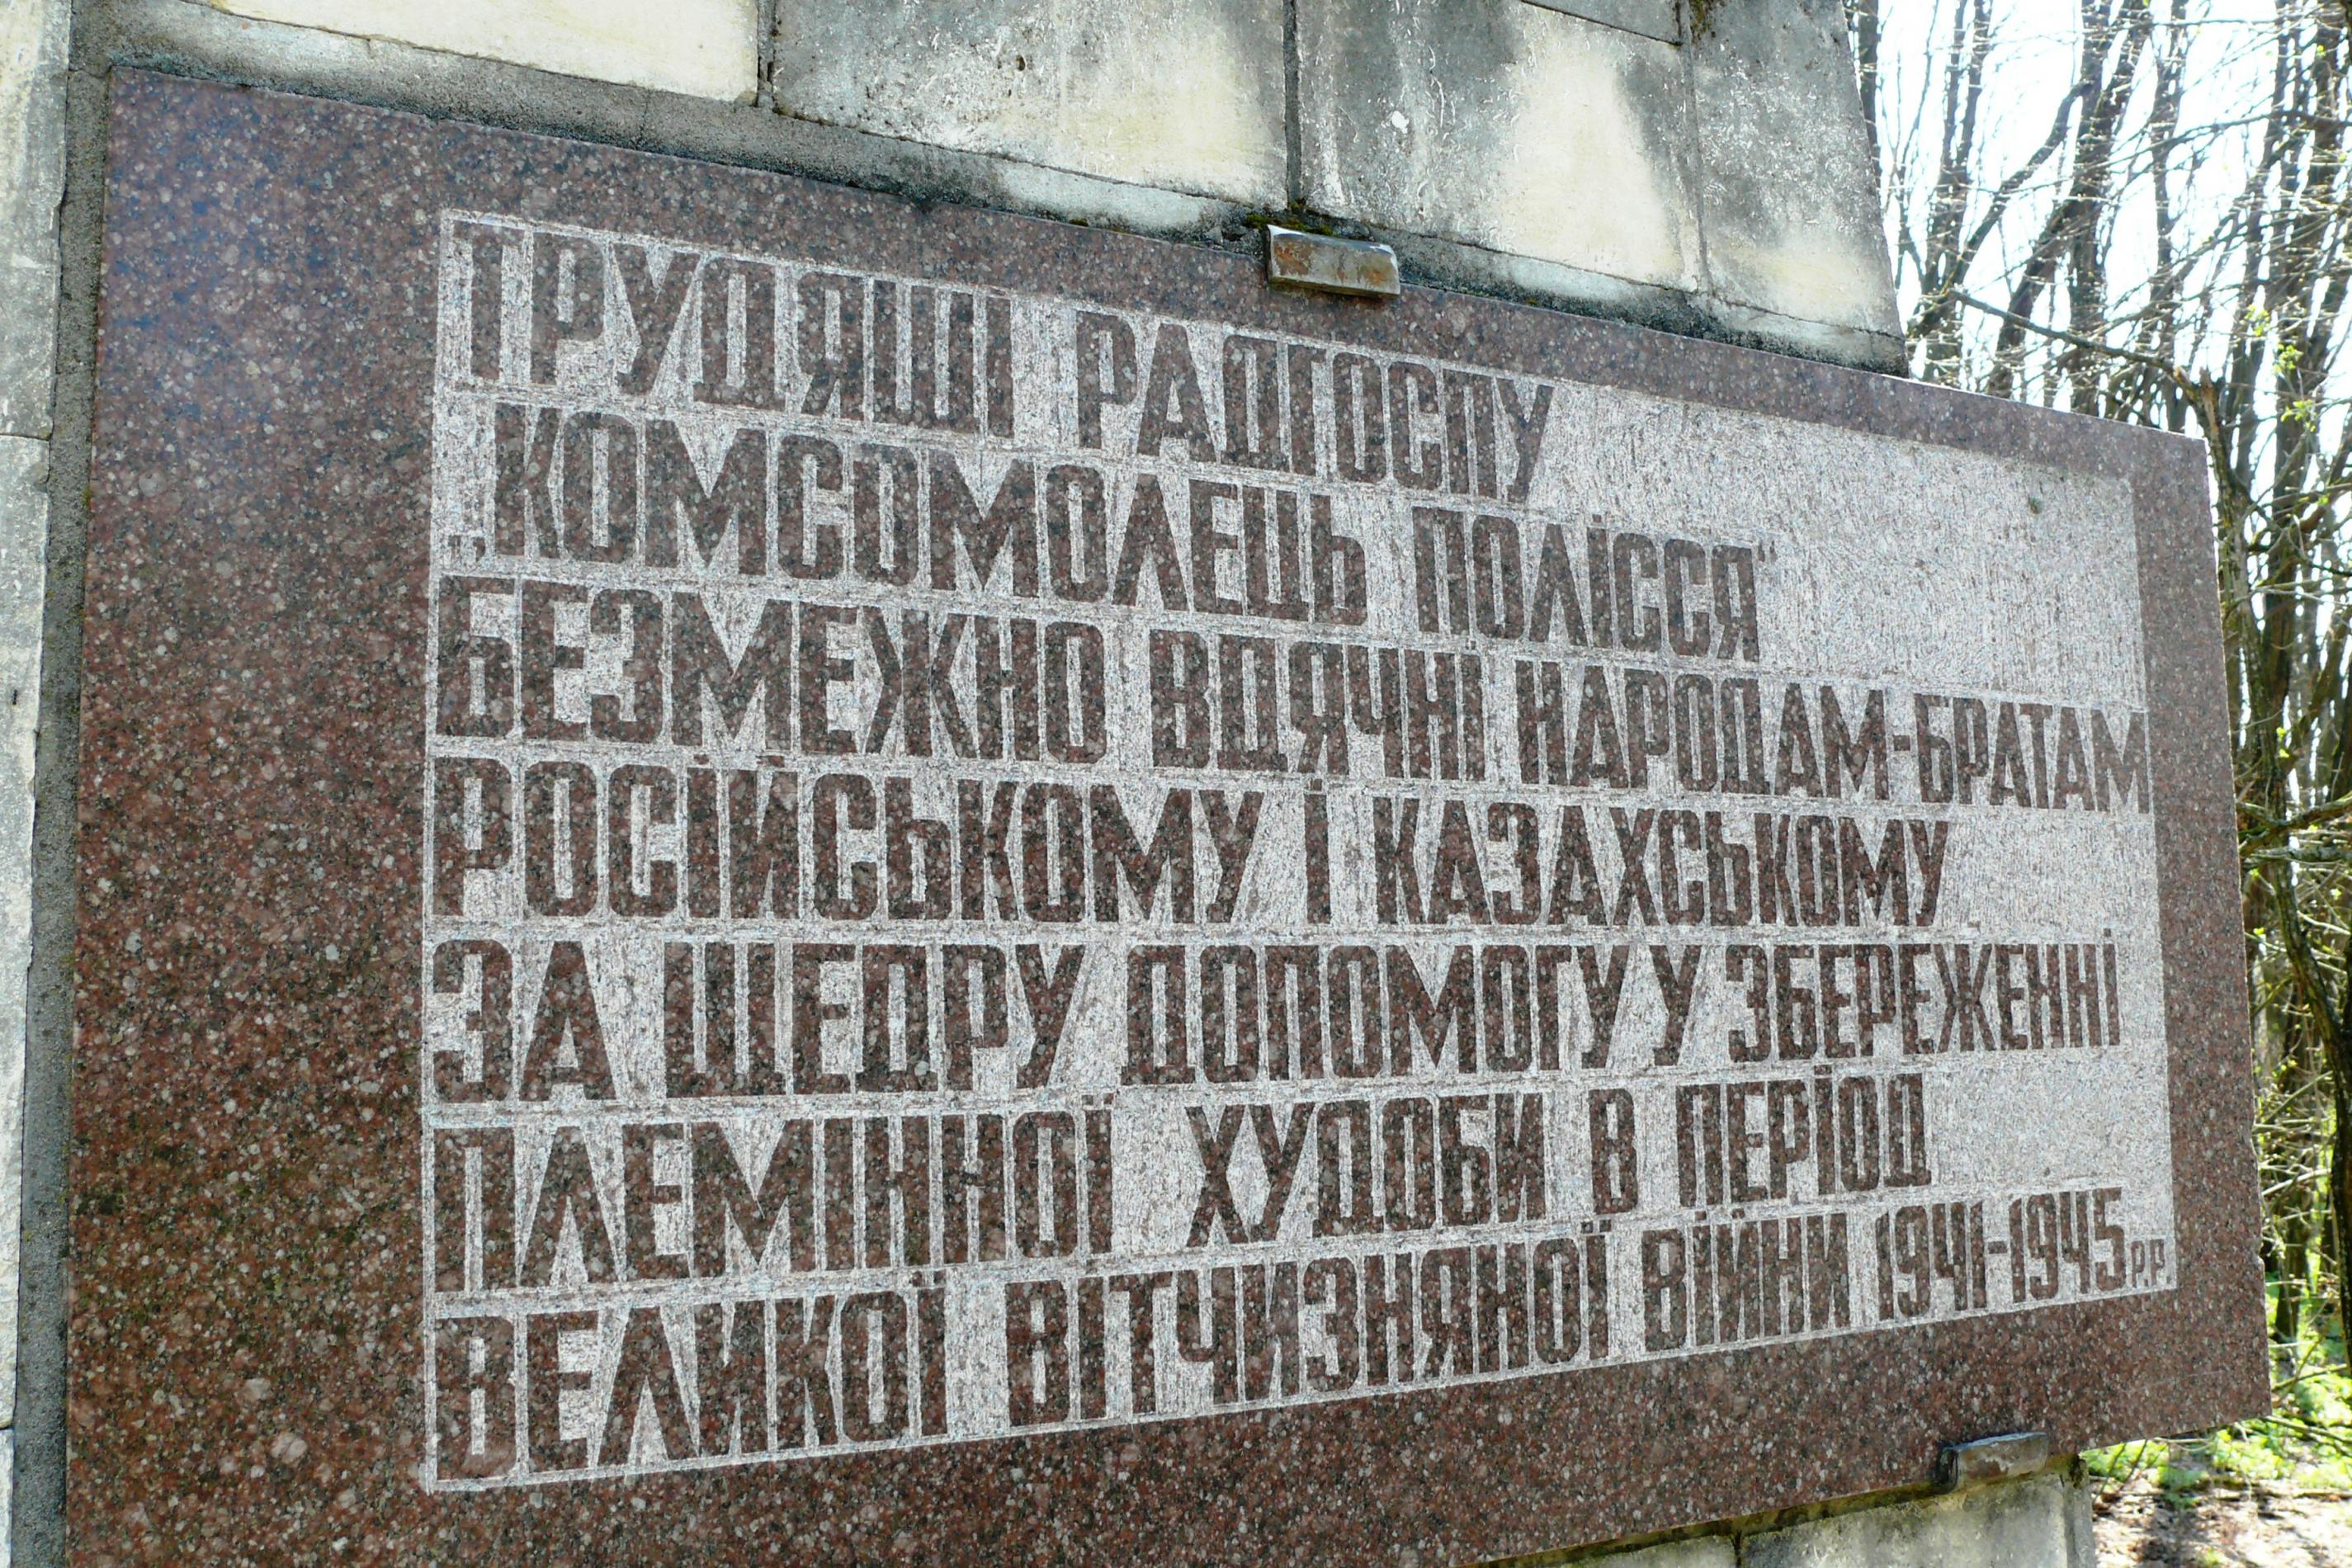 ТРУДЯЩІ РАДГОСПУ
„КОМСОМОЛЕЦЬ ПОЛІССЯ“
БЕЗМЕЖНО ВДЯЧНІ НАРОДАМ-БРАТАМ
РОСІЙСЬКОМУ І КАЗАХСЬКОМУ
ЗА ЩЕДРУ ДОПОМОГУ У ЗБЕРЕЖЕННІ
ПЛЕМІННОЇ ХУДОБИ В ПЕРІОД
ВЕЛИКОЇ ВІТЧИЗНЯНОЇ ВІЙНИ 1941-1945 Р.Р.